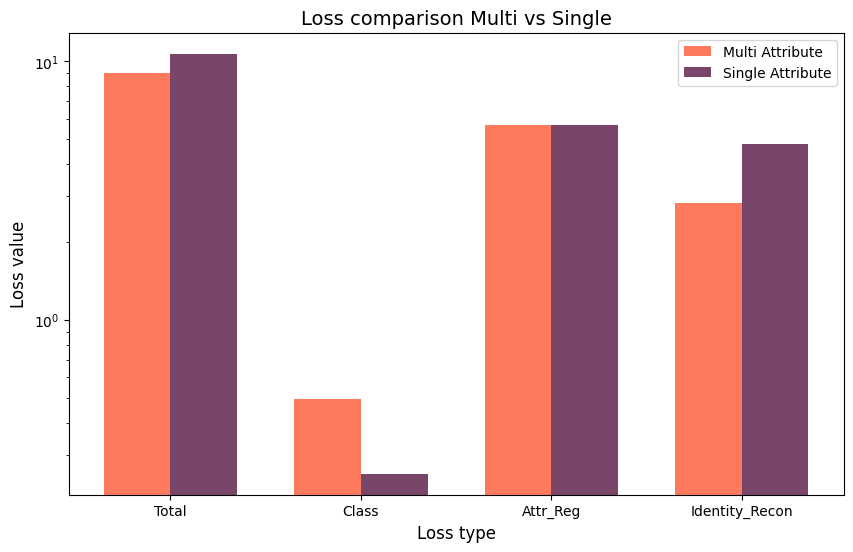 Loss comparison Multi vs Single
Multi Attribute
Single Attribute
10¹
10⁰
Loss value
Total
Class
Attr_Reg
Identity_Recon
Loss type